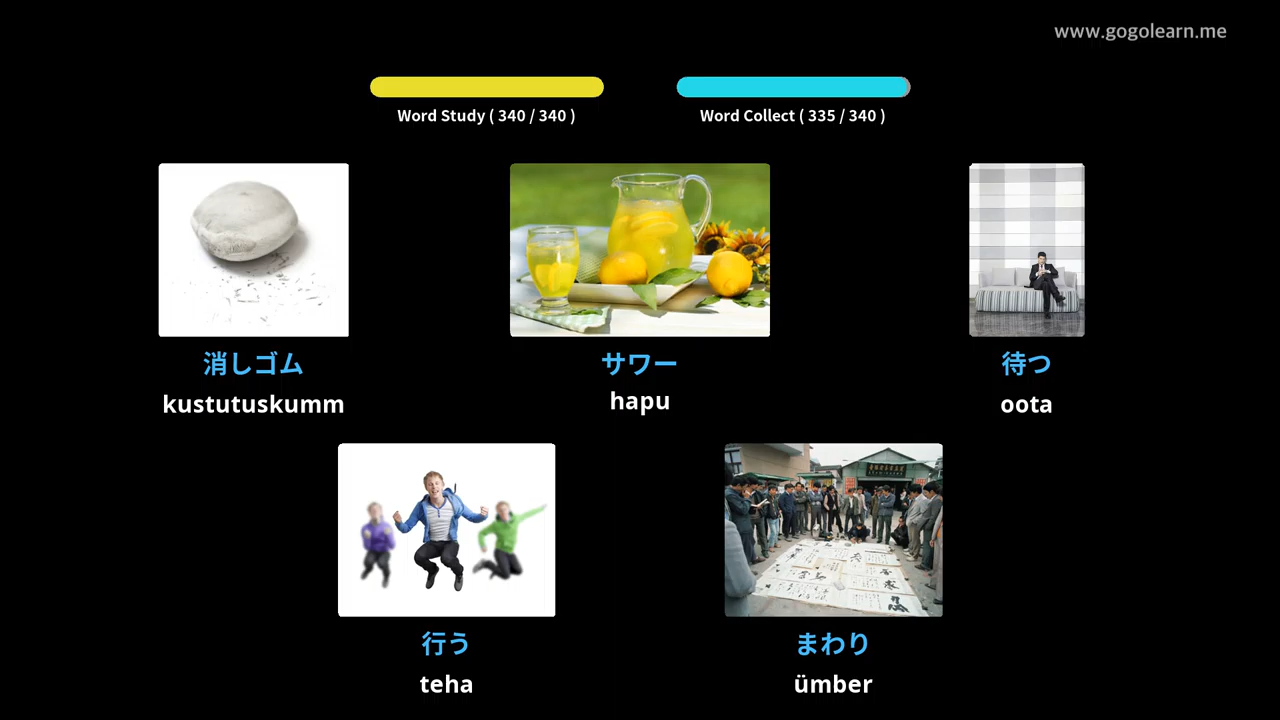 www.gogolearn.me
Word Study ( 340 / 340 )
Word Collect ( 335 / 340 )
消しゴム
kustutuskumm
サワー
hapu
待つ
oota
行う
teha
まわり
ümber